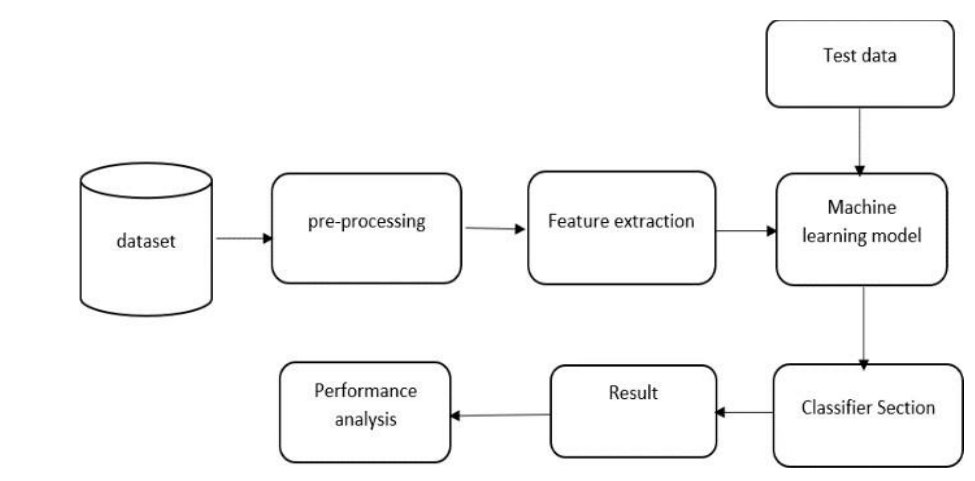 Test data
dataset
pre-processing
Feature extraction
Machine
learning model
Performance
analysis
Result
Classifier Section